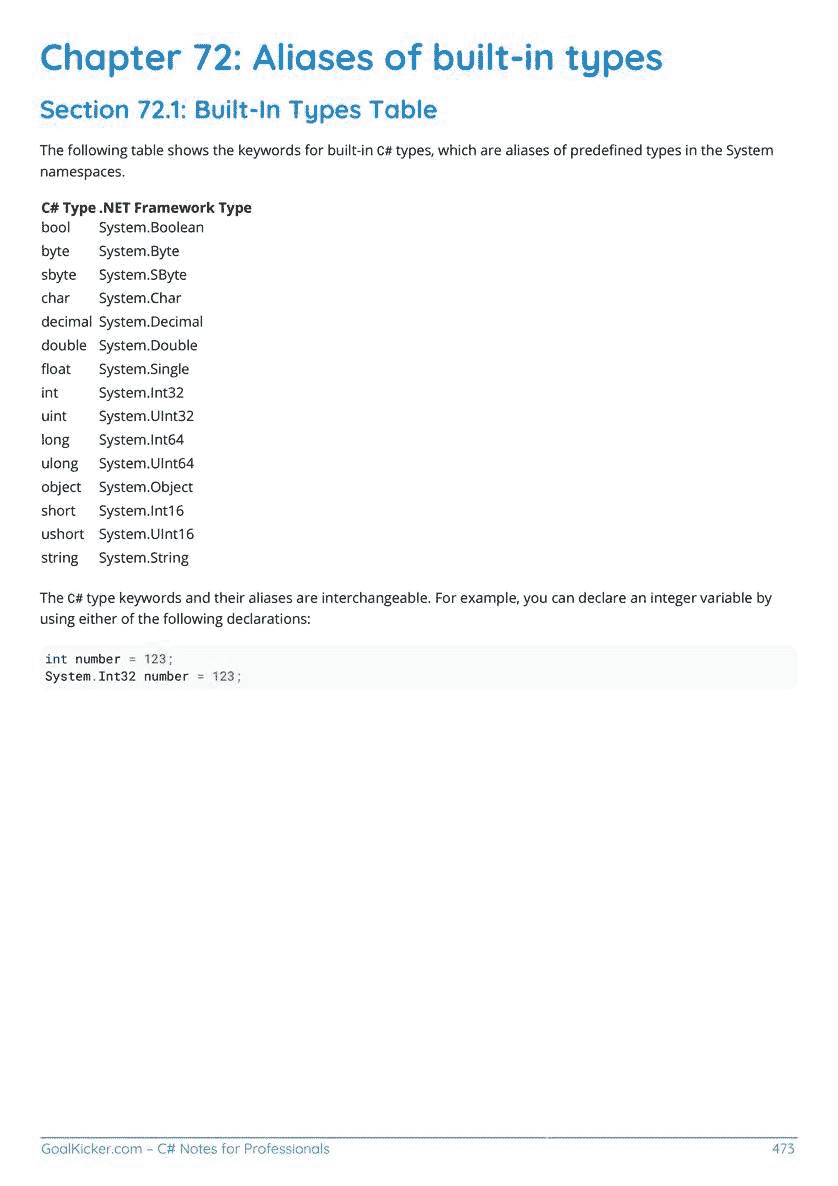 Chapter 72: Aliases of built-in types
Section 72.1: Built-In Types Table
The following table shows the keywords for built-in C# types, which are aliases of predefined types in the System
namespaces.
C# Type .NET Framework Type
bool System.Boolean
byte System.Byte
sbyte System.SByte
char System.Char
decimal System.Decimal
double System.Double
float System.Single
int System.Int32
uint System.UInt32
long System.Int64
ulong System.UInt64
object System.Object
short System.Int16
ushort System.UInt16
string System.String
The C# type keywords and their aliases are interchangeable. For example, you can declare an integer variable by
using either of the following declarations:
int number = 123;
System.Int32 number = 123;
GoalKicker.com – C# Notes for Professionals 473